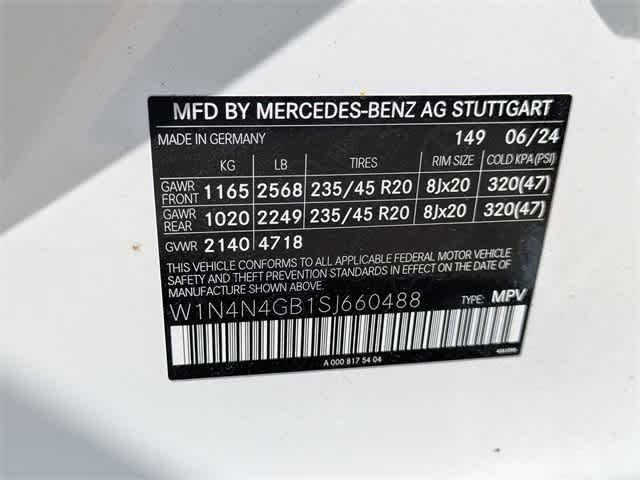 MFD BY MERCEDES-BENZ AG STUTTGART
MADE IN GERMANY 149 06/24
KG LB TIRES RIM SIZE COLD KPA(PSI)
GAWR FRONT 1165 2568 235/45 R20 8Jx20 320(47)
GAWR REAR 1020 2249 235/45 R20 8Jx20 320(47)
GVWR 2140 4718
THIS VEHICLE CONFORMS TO ALL APPLICABLE FEDERAL MOTOR VEHICLE
SAFETY AND THEFT PREVENTION STANDARDS IN EFFECT ON THE DATE OF
MANUFACTURE SHOWN ABOVE.
W1N4N4GB1SJ660488 TYPE: MPV
A 000 817 54 04